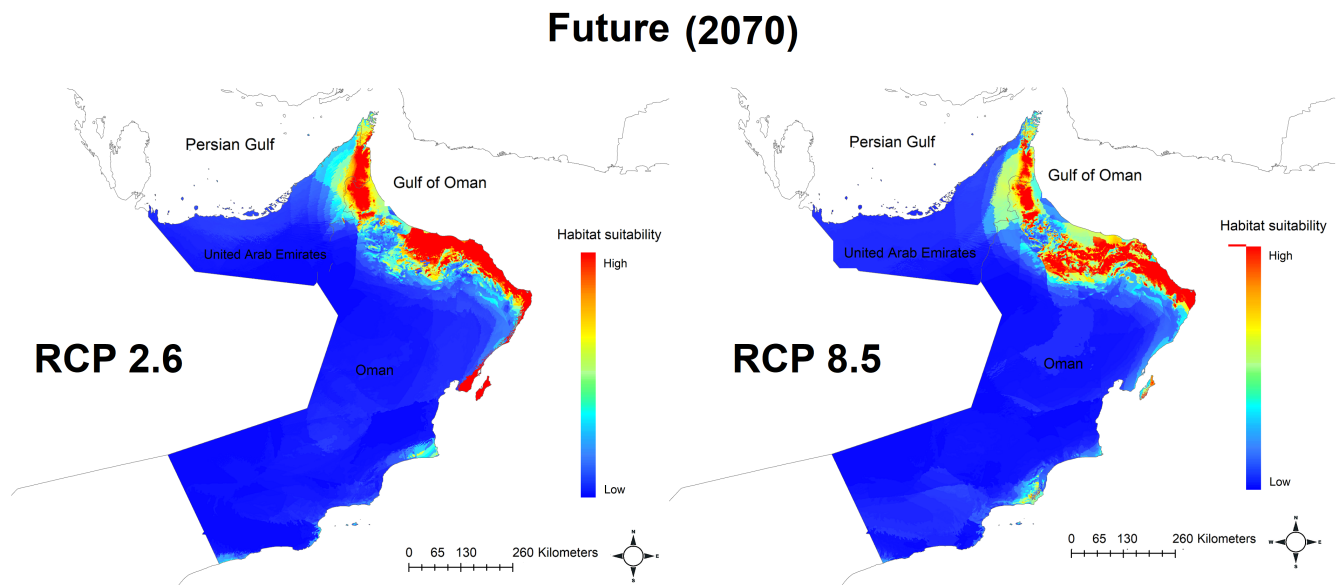 Future (2070)
Persian Gulf
Gulf of Oman
United Arab Emirates
Oman
RCP 2.6
Habitat suitability
High
Low
0 65 130 260 Kilometers
N
W E
S
Persian Gulf
Gulf of Oman
United Arab Emirates
Oman
RCP 8.5
Habitat suitability
High
Low
0 65 130 260 Kilometers
N
W E
S